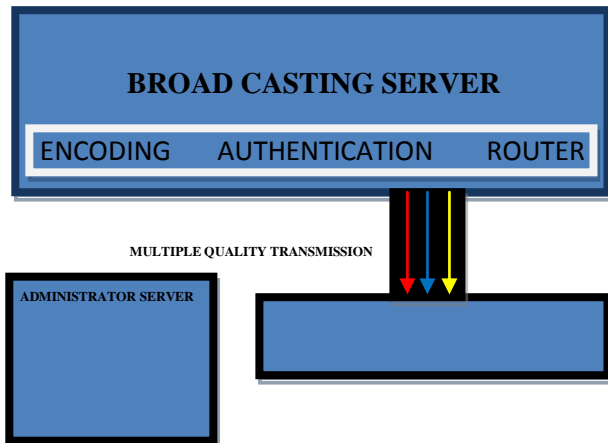 BROAD CASTING SERVER
ENCODING AUTHENTICATION ROUTER
MULTIPLE QUALITY TRANSMISSION
ADMINISTRATOR SERVER